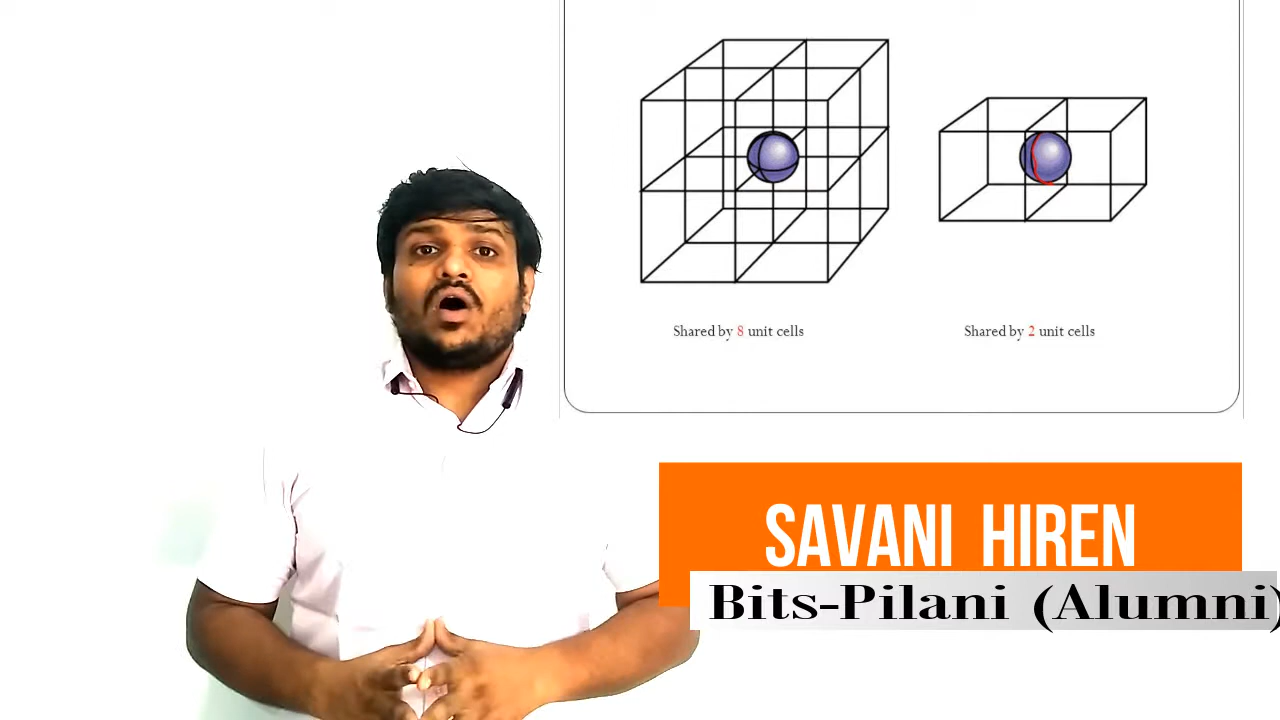 Shared by 8 unit cells
Shared by 2 unit cells
SAVANI HIREN
Bits-Pilani (Alumni)